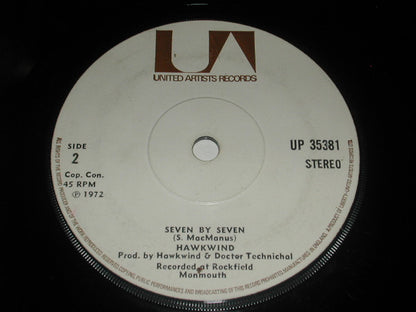 UA
UNITED ARTISTS RECORDS
SIDE
2
UP 35381
STEREO
Cop. Con.
45 RPM
℗ 1972
SEVEN BY SEVEN
(S. MacManus)
HAWKWIND
Prod. by Hawkwind & Doctor Technichal
Recorded at Rockfield
Monmouth